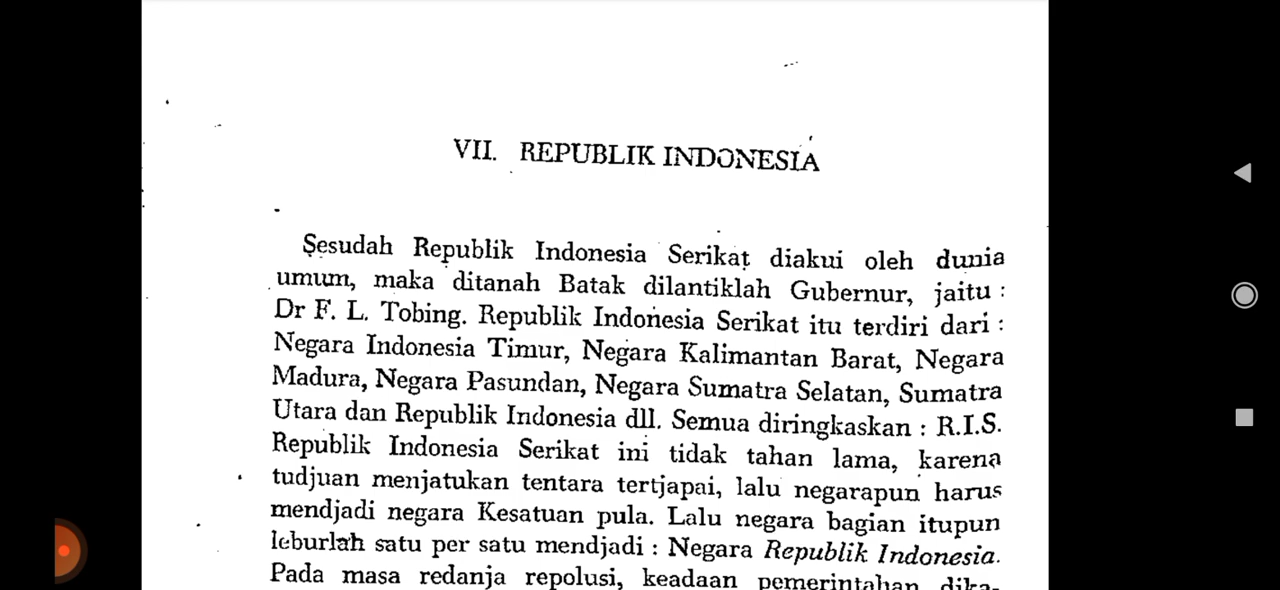 VII. REPUBLIK INDONESIA
Sesudah Republik Indonesia Serikat diakui oleh dunia
umum, maka ditanah Batak dilantiklah Gubernur, jaitu :
Dr F. L. Tobing. Republik Indonesia Serikat itu terdiri dari :
Negara Indonesia Timur, Negara Kalimantan Barat, Negara
Madura, Negara Pasundan, Negara Sumatra Selatan, Sumatra
Utara dan Republik Indonesia dll. Semua diringkaskan : R.I.S.
Republik Indonesia Serikat ini tidak tahan lama, karena
tudjuan menjatukan tentara tertjapai, lalu negarapun harus
mendjadi negara Kesatuan pula. Lalu negara bagian itupun
leburlah satu per satu mendjadi : Negara Republik Indonesia.
Pada masa redanja repolusi, keadaan pemerintahan dika-